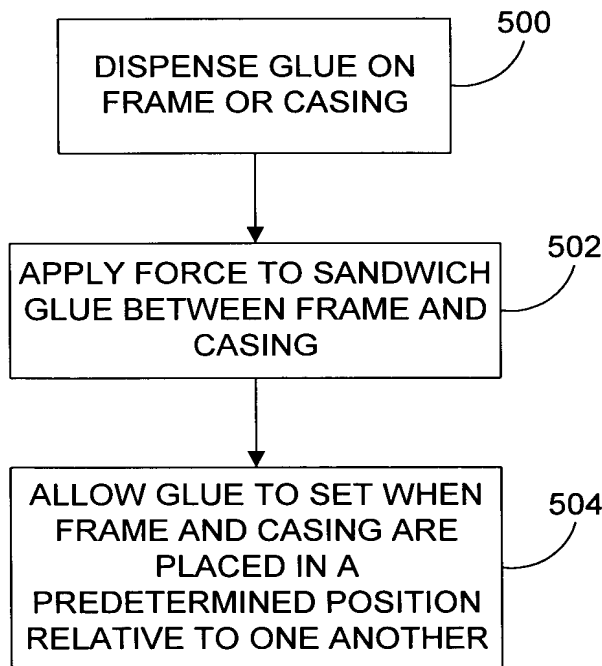 500
DISPENSE GLUE ON
FRAME OR CASING
502
APPLY FORCE TO SANDWICH
GLUE BETWEEN FRAME AND
CASING
504
ALLOW GLUE TO SET WHEN
FRAME AND CASING ARE
PLACED IN A
PREDETERMINED POSITION
RELATIVE TO ONE ANOTHER